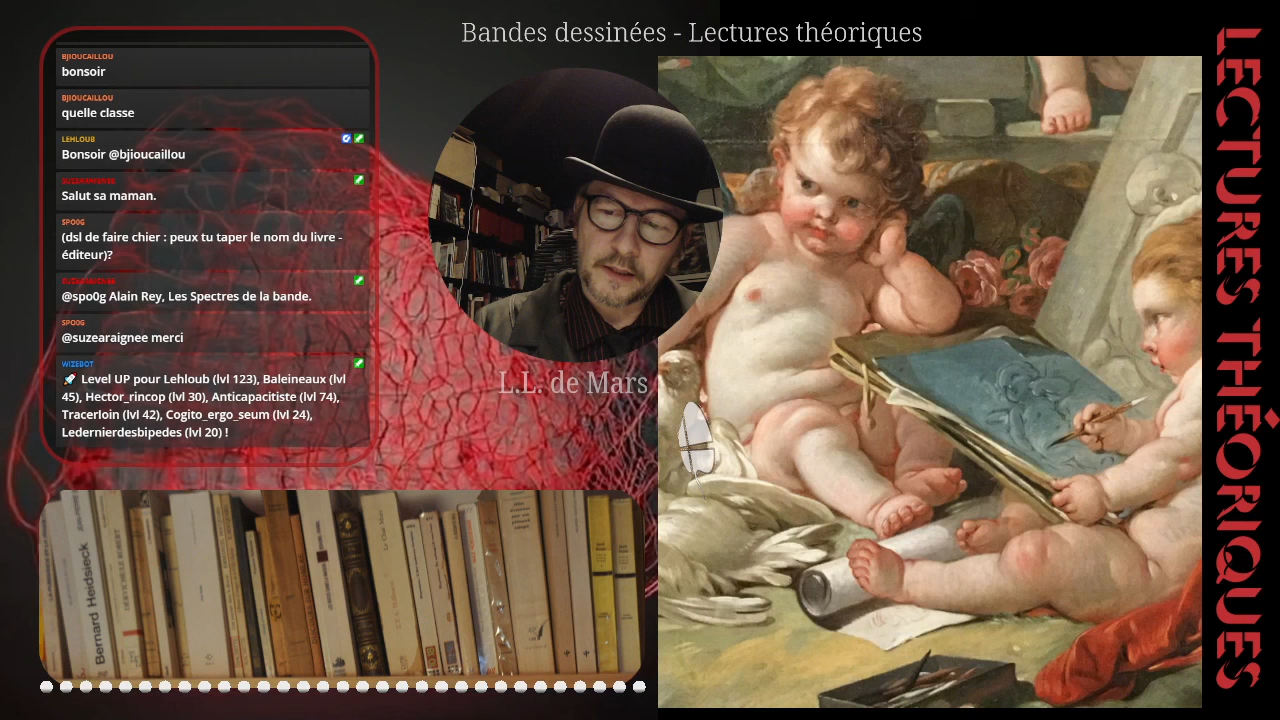 Bandes dessinées - Lectures théoriques
BJIOUCAILLOU
bonsoir
BJIOUCAILLOU
quelle classe
LEHLOUB
Bonsoir @bjioucaillou
SUZEARAIGNEE
Salut sa maman.
SPO0G
(dsl de faire chier : peux tu taper le nom du livre -
éditeur)?
SUZEARAIGNEE
@spo0g Alain Rey, Les Spectres de la bande.
SPO0G
@suzearaignee merci
WIZEBOT
🚀 Level UP pour Lehloub (lvl 123), Baleineaux (lvl
45), Hector_rincop (lvl 30), Anticapacitiste (lvl 74),
Tracerloin (lvl 42), Cogito_ergo_seum (lvl 24),
Ledernierdesbipedes (lvl 20) !
L.L. de Mars
Bernard Heidsieck
LECTURES THÉORIQUES